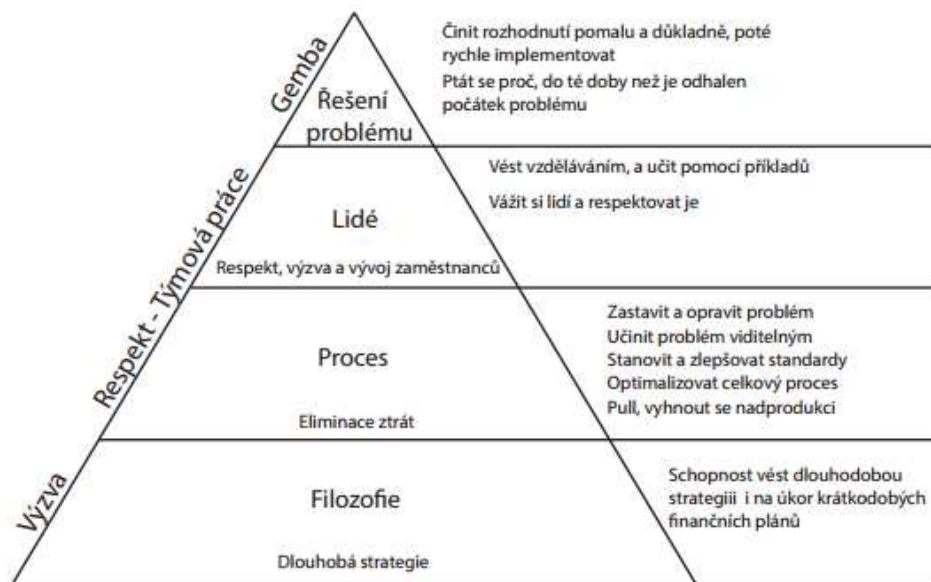 Gemba
Řešení
problému
Činit rozhodnutí pomalu a důkladně, poté
rychle implementovat
Ptát se proč, do té doby než je odhalen
počátek problému
Respekt - Týmová práce
Lidé
Respekt, výzva a vývoj zaměstnanců
Vést vzděláváním, a učit pomocí příkladů
Vážit si lidí a respektovat je
Proces
Eliminace ztrát
Zastavit a opravit problém
Učinit problém viditelným
Stanovit a zlepšovat standardy
Optimalizovat celkový proces
Pull, vyhnout se nadprodukci
Výzva
Filozofie
Dlouhobá strategie
Schopnost vést dlouhodobou
strategiii i na úkor krátkodobých
finančních plánů